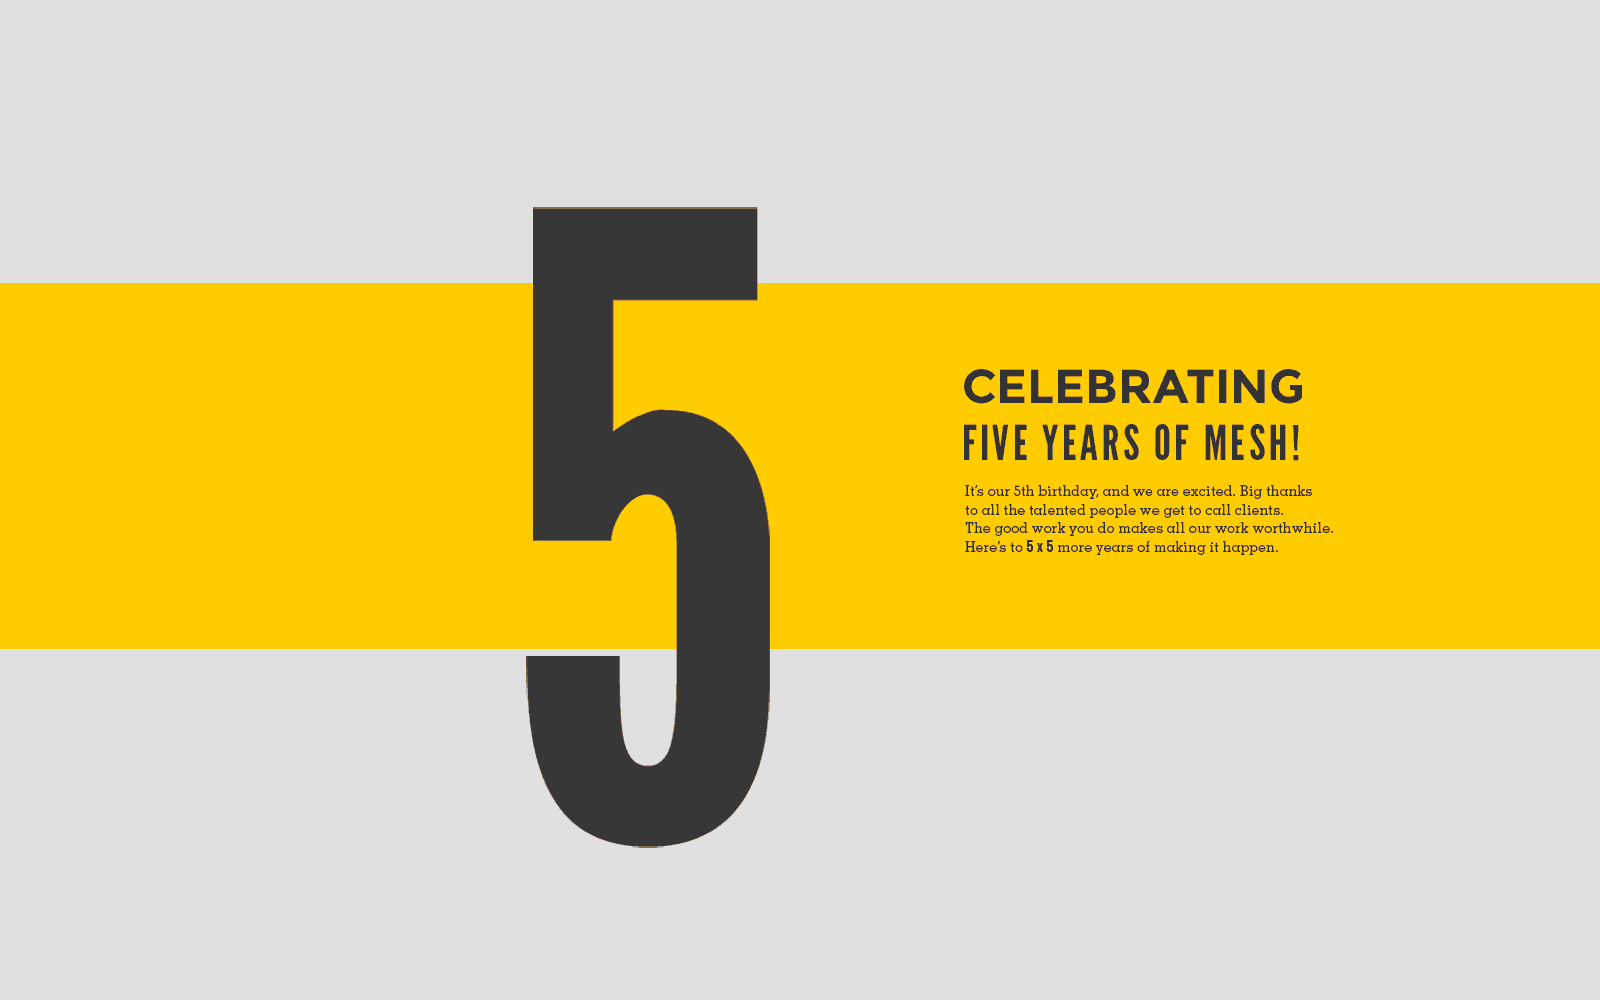 5
CELEBRATING
FIVE YEARS OF MESH!
It's our 5th birthday, and we are excited. Big thanks
to all the talented people we get to call clients.
The good work you do makes all our work worthwhile.
Here's to 5 x 5 more years of making it happen.